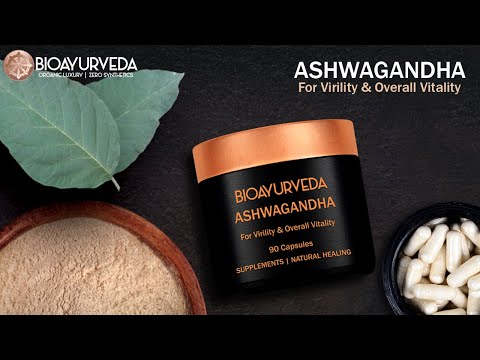 BIOAYURVEDA
ORGANIC LUXURY | ZERO SYNTHETICS
ASHWAGANDHA
For Virility & Overall Vitality
BIOAYURVEDA
ASHWAGANDHA
For Virility & Overall Vitality
90 Capsules
SUPPLEMENTS | NATURAL HEALING